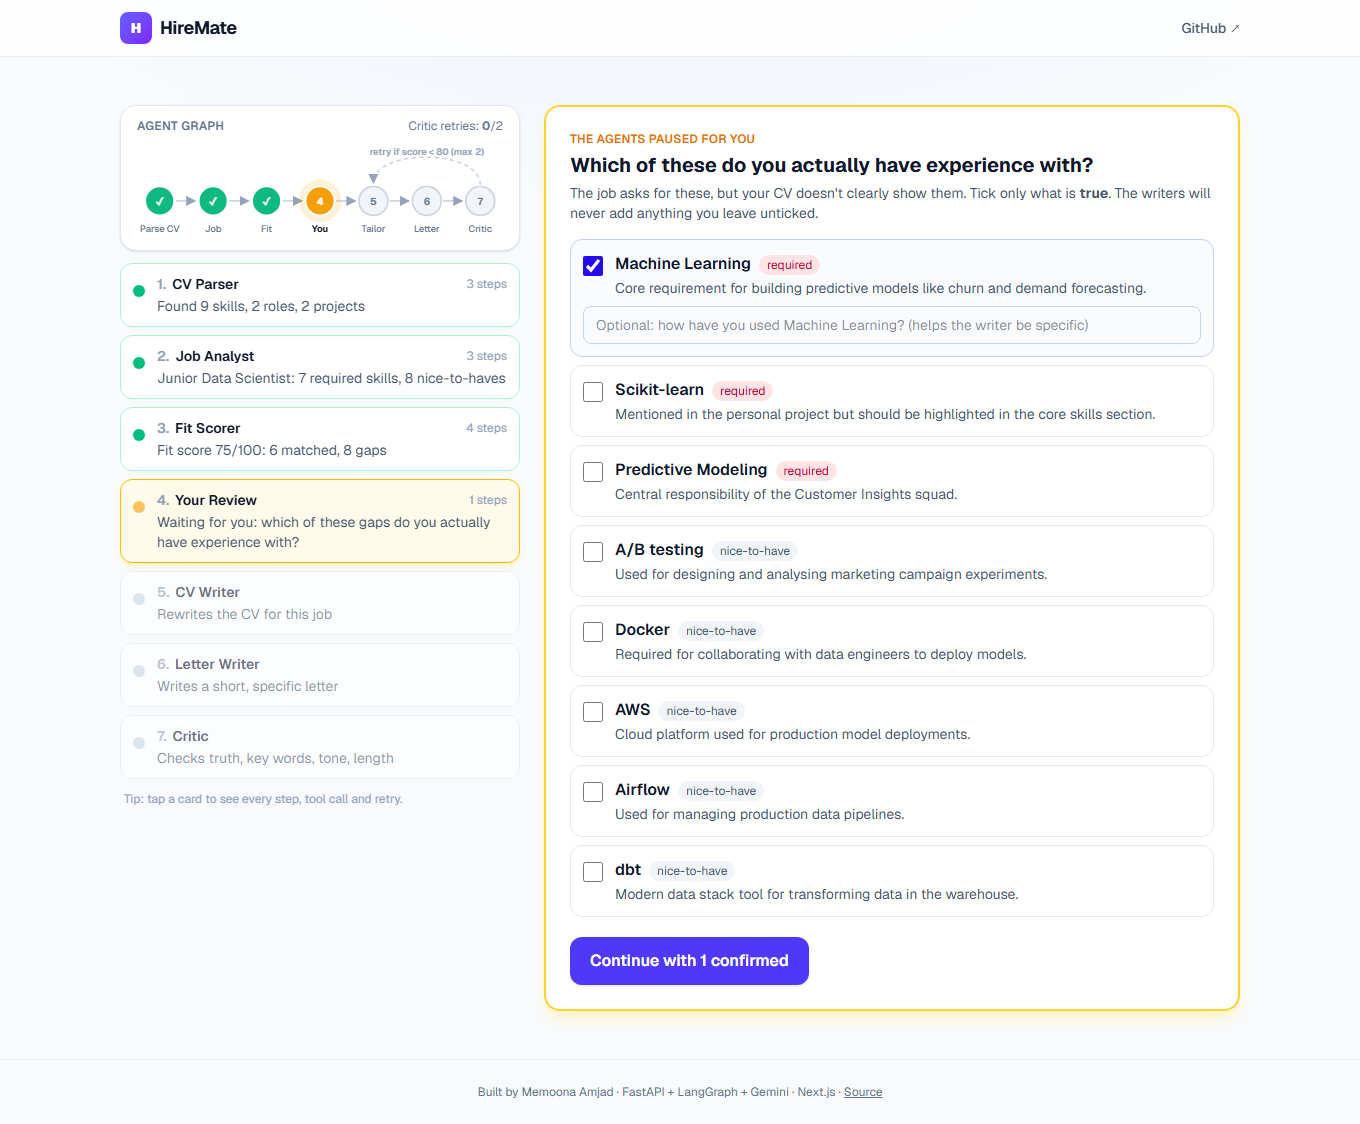 H HireMate
GitHub ↗
AGENT GRAPH
Critic retries: 0/2
retry if score < 80 (max 2)
✓ ✓ ✓ 4 5 6 7
Parse CV Job Fit You Tailor Letter Critic
1. CV Parser 3 steps
Found 9 skills, 2 roles, 2 projects
2. Job Analyst 3 steps
Junior Data Scientist: 7 required skills, 8 nice-to-haves
3. Fit Scorer 4 steps
Fit score 75/100: 6 matched, 8 gaps
4. Your Review 1 steps
Waiting for you: which of these gaps do you actually
have experience with?
5. CV Writer
Rewrites the CV for this job
6. Letter Writer
Writes a short, specific letter
7. Critic
Checks truth, key words, tone, length
Tip: tap a card to see every step, tool call and retry.
THE AGENTS PAUSED FOR YOU
Which of these do you actually have experience with?
The job asks for these, but your CV doesn't clearly show them. Tick only what is true. The writers will
never add anything you leave unticked.
Machine Learning required
Core requirement for building predictive models like churn and demand forecasting.
Optional: how have you used Machine Learning? (helps the writer be specific)
Scikit-learn required
Mentioned in the personal project but should be highlighted in the core skills section.
Predictive Modeling required
Central responsibility of the Customer Insights squad.
A/B testing nice-to-have
Used for designing and analysing marketing campaign experiments.
Docker nice-to-have
Required for collaborating with data engineers to deploy models.
AWS nice-to-have
Cloud platform used for production model deployments.
Airflow nice-to-have
Used for managing production data pipelines.
dbt nice-to-have
Modern data stack tool for transforming data in the warehouse.
Continue with 1 confirmed
Built by Memoona Amjad · FastAPI + LangGraph + Gemini · Next.js · Source